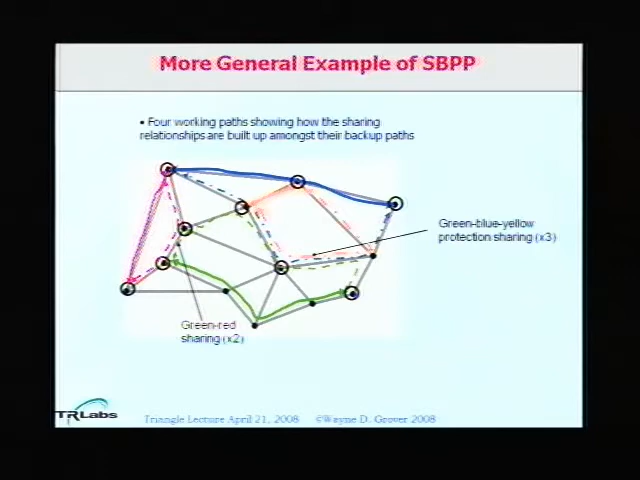 More General Example of SBPP
• Four working paths showing how the sharing
relationships are built up amongst their backup paths
Green-blue-yellow
protection sharing (x3)
Green-red
sharing (x2)
TRLabs
Triangle Lecture April 21, 2008 ©Wayne D. Grover 2008